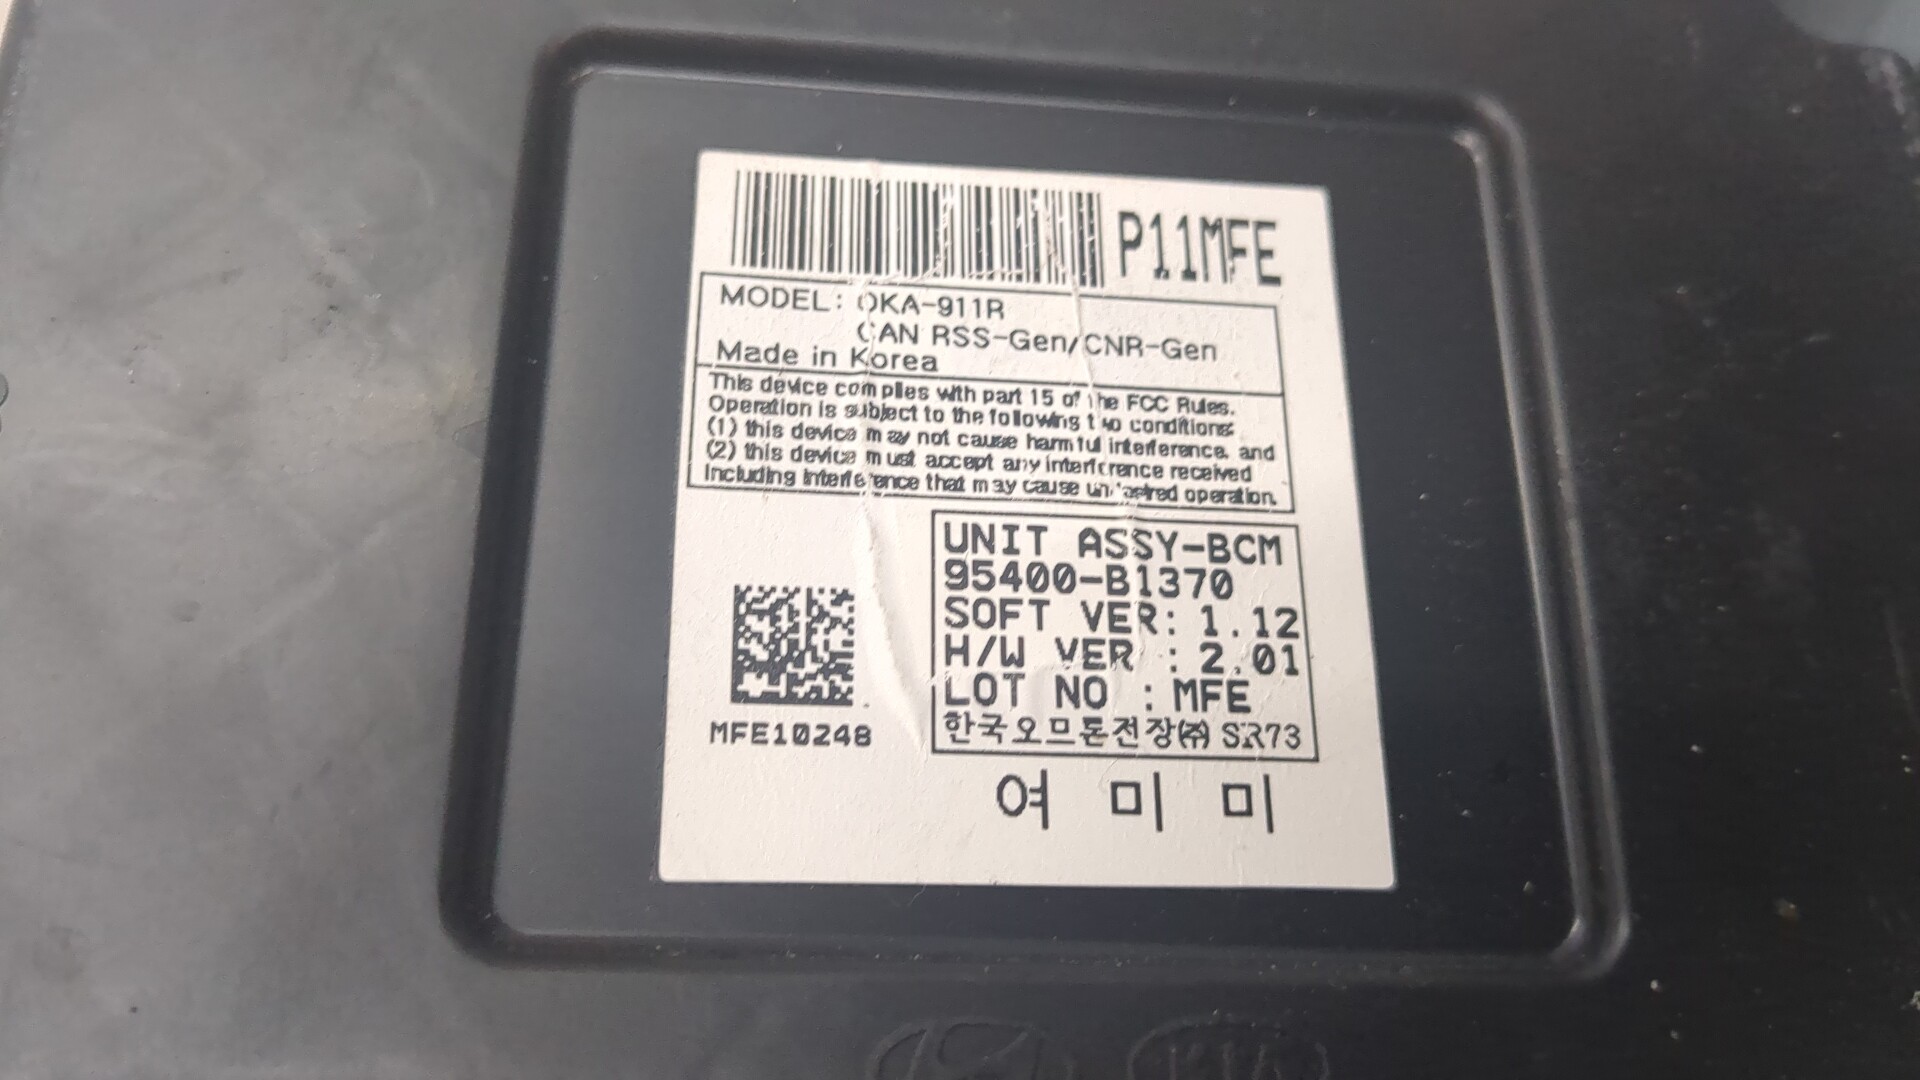 P11MFE
MODEL: OKA-911R
CAN RSS-Gen/CNR-Gen
Made in Korea
This device complies with part 15 of the FCC Rules.
Operation is subject to the following two conditions:
(1) this device may not cause harmful interference, and
(2) this device must accept any interference received
including interference that may cause undesired operation.
UNIT ASSY-BCM
95400-B1370
SOFT VER: 1.12
H/W VER : 2.01
LOT NO : MFE
한국오므론전장㈜ SR73
MFE10248
여 미 미
KIA